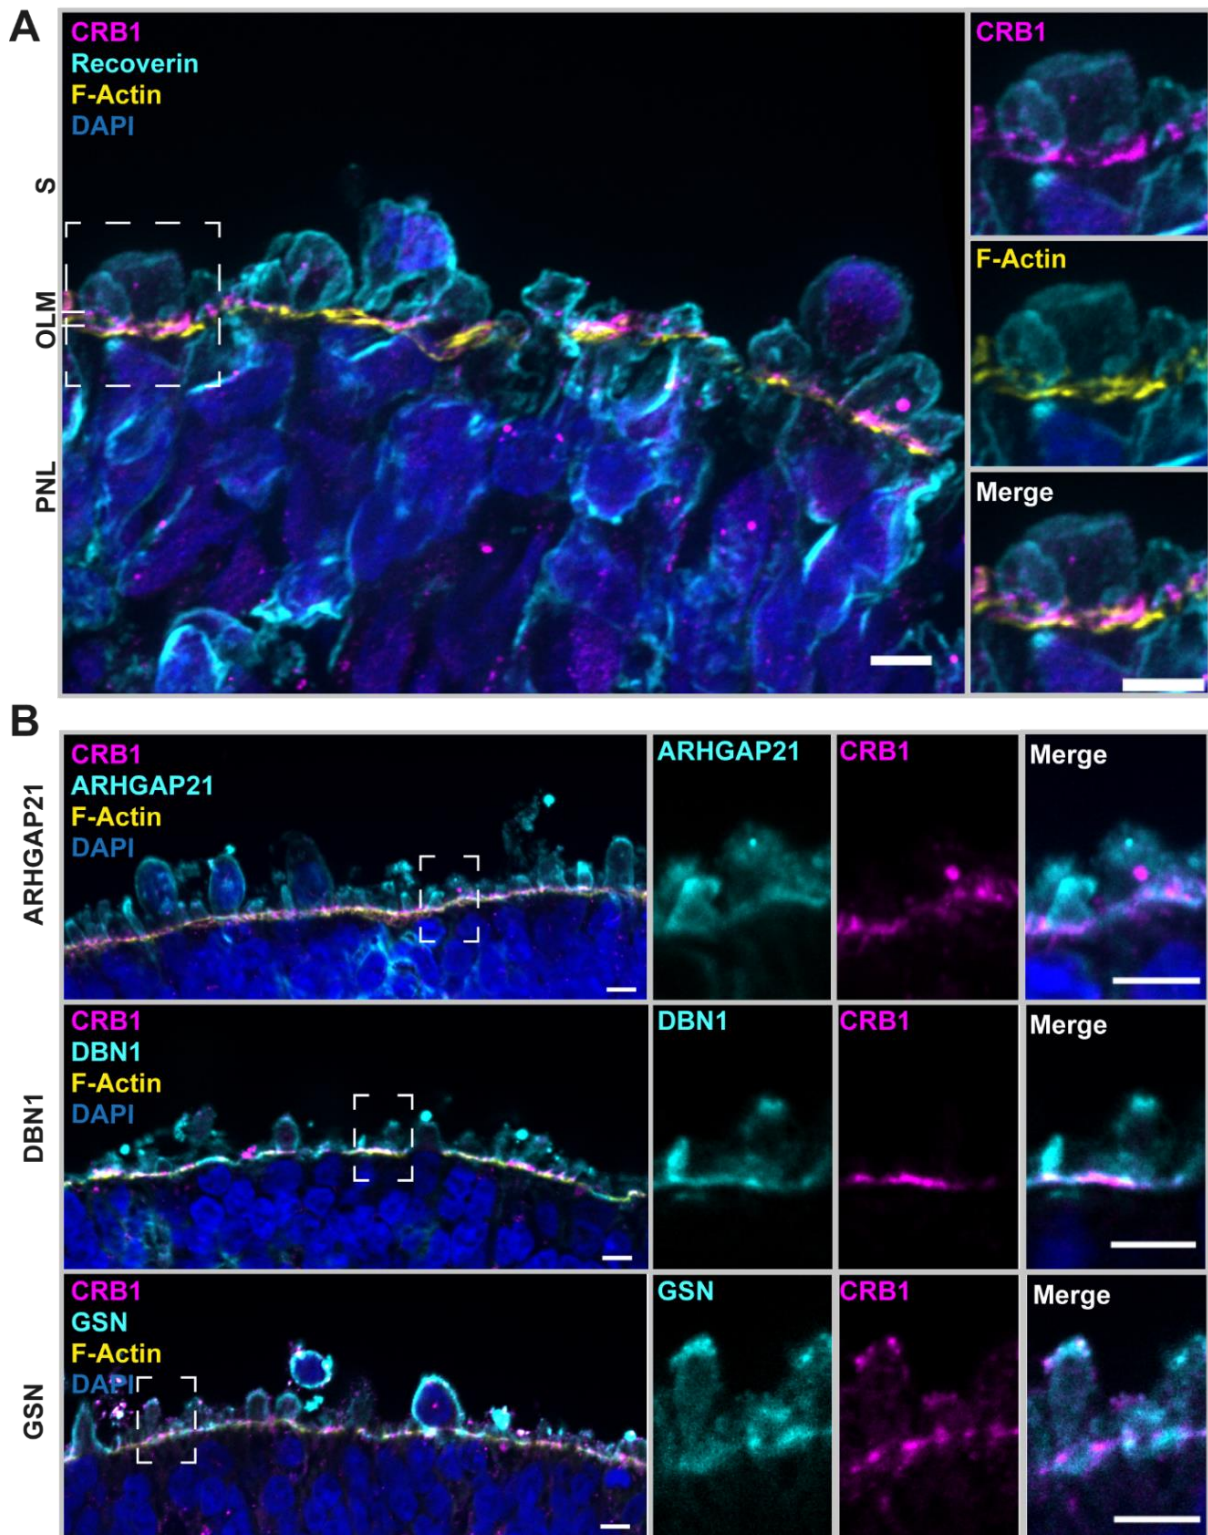 A
CRB1
Recoverin
F-Actin
DAPI
S
OLM
PNL
CRB1
F-Actin
Merge
B
ARHGAP21
CRB1
ARHGAP21
F-Actin
DAPI
ARHGAP21
CRB1
Merge
DBN1
CRB1
DBN1
F-Actin
DAPI
DBN1
CRB1
Merge
GSN
CRB1
GSN
F-Actin
DAPI
GSN
CRB1
Merge